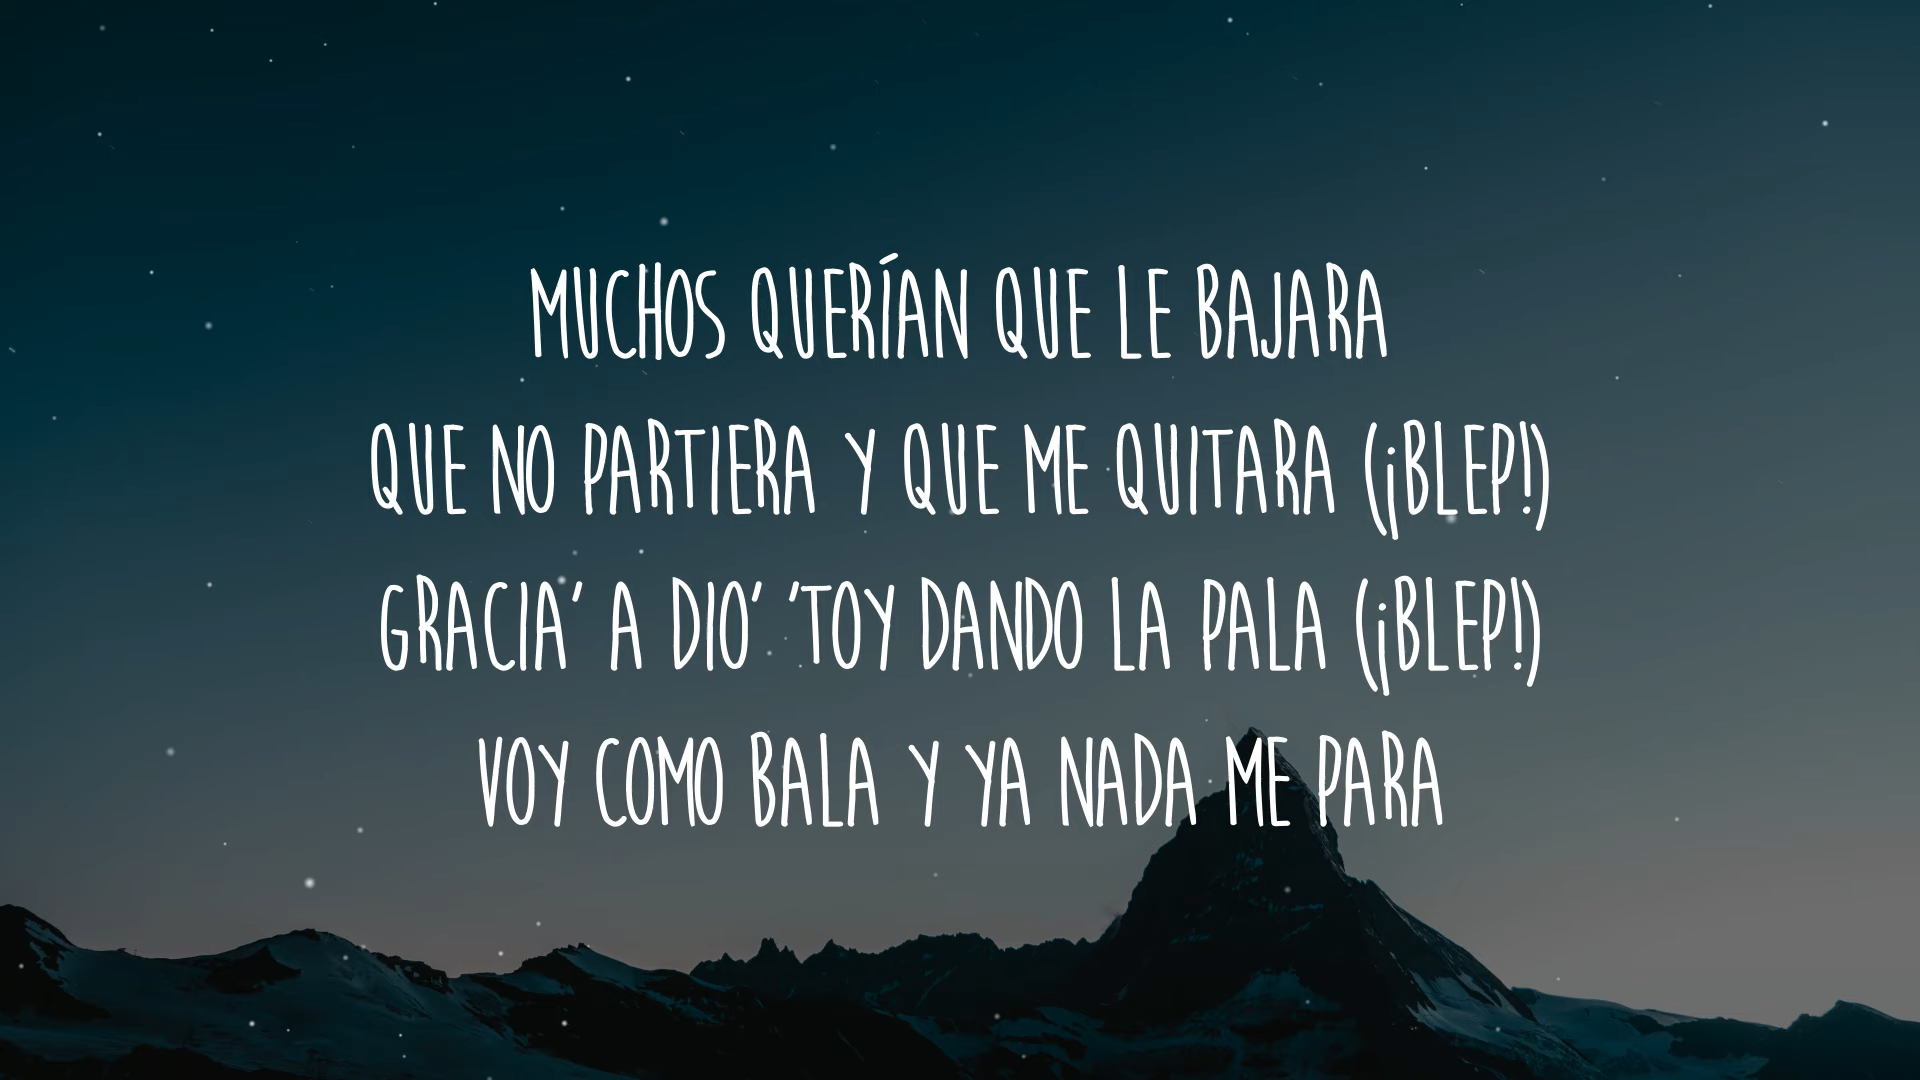 MUCHOS QUERÍAN QUE LE BAJARA
QUE NO PARTIERA Y QUE ME QUITARA (¡BLEP!)
GRACIA' A DIO' 'TOY DANDO LA PALA (¡BLEP!)
VOY COMO BALA Y YA NADA ME PARA